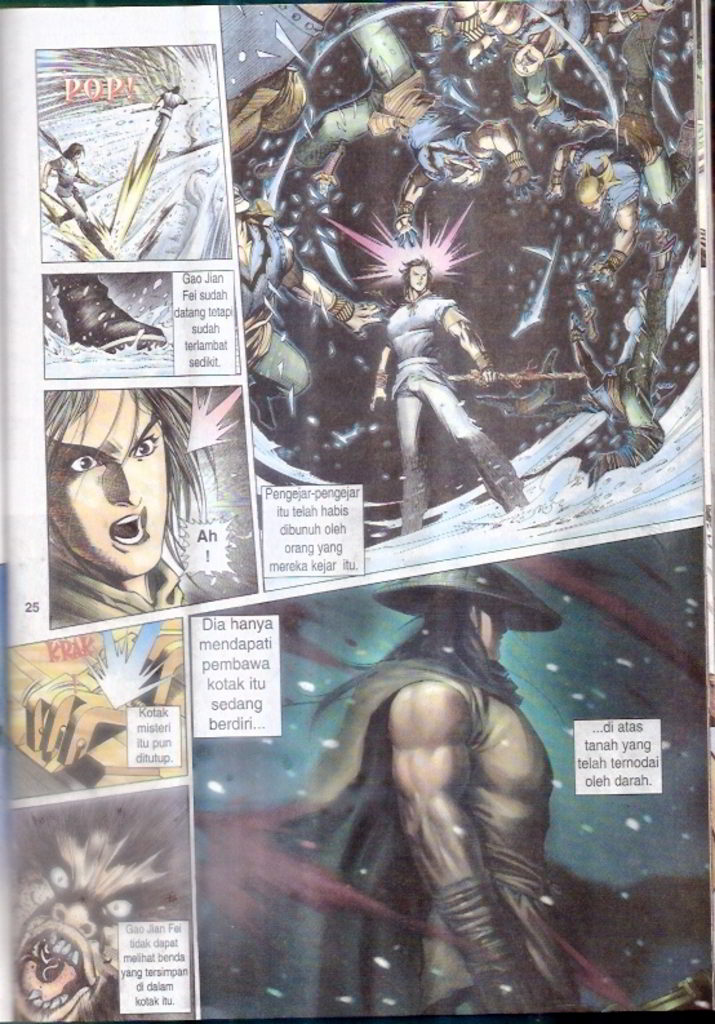 POP!
Gao Jian
Fei sudah
datang tetapi
sudah
terlambat
sedikit.
Ah
!
Pengejar-pengejar
itu telah habis
dibunuh oleh
orang yang
mereka kejar itu.
25
KRAK
Kotak
misteri
itu pun
ditutup.
Dia hanya
mendapati
pembawa
kotak itu
sedang
berdiri...
...di atas
tanah yang
telah ternodai
oleh darah.
Gao Jian Fei
tidak dapat
melihat benda
yang tersimpan
di dalam
kotak itu.